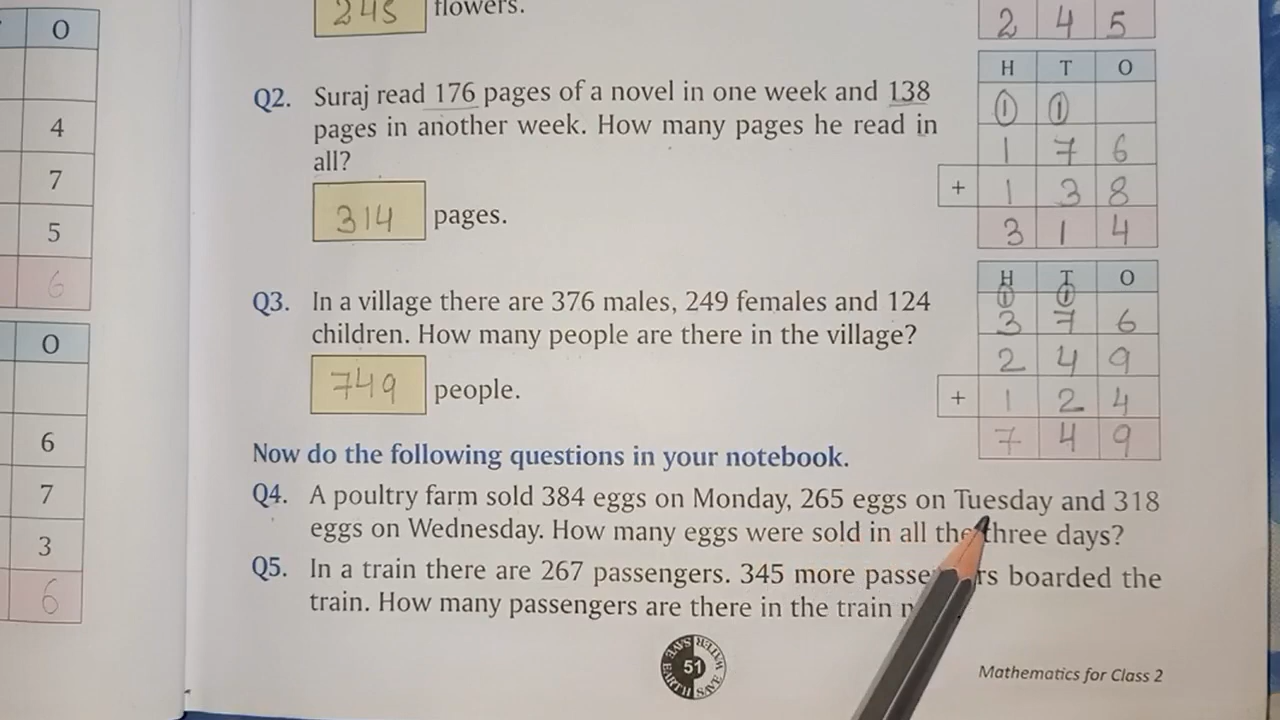 O
4
7
5
6
O
6
7
3
6
245 flowers.
2 4 5
Q2. Suraj read 176 pages of a novel in one week and 138
pages in another week. How many pages he read in
all?
314 pages.
H T O
1 1
1 7 6
+ 1 3 8
3 1 4
Q3. In a village there are 376 males, 249 females and 124
children. How many people are there in the village?
749 people.
H T O
1 1
3 7 6
2 4 9
+ 1 2 4
7 4 9
Now do the following questions in your notebook.
Q4. A poultry farm sold 384 eggs on Monday, 265 eggs on Tuesday and 318
eggs on Wednesday. How many eggs were sold in all the three days?
Q5. In a train there are 267 passengers. 345 more passengers boarded the
train. How many passengers are there in the train
SAVE WATER SAVE EARTH
51
Mathematics for Class 2